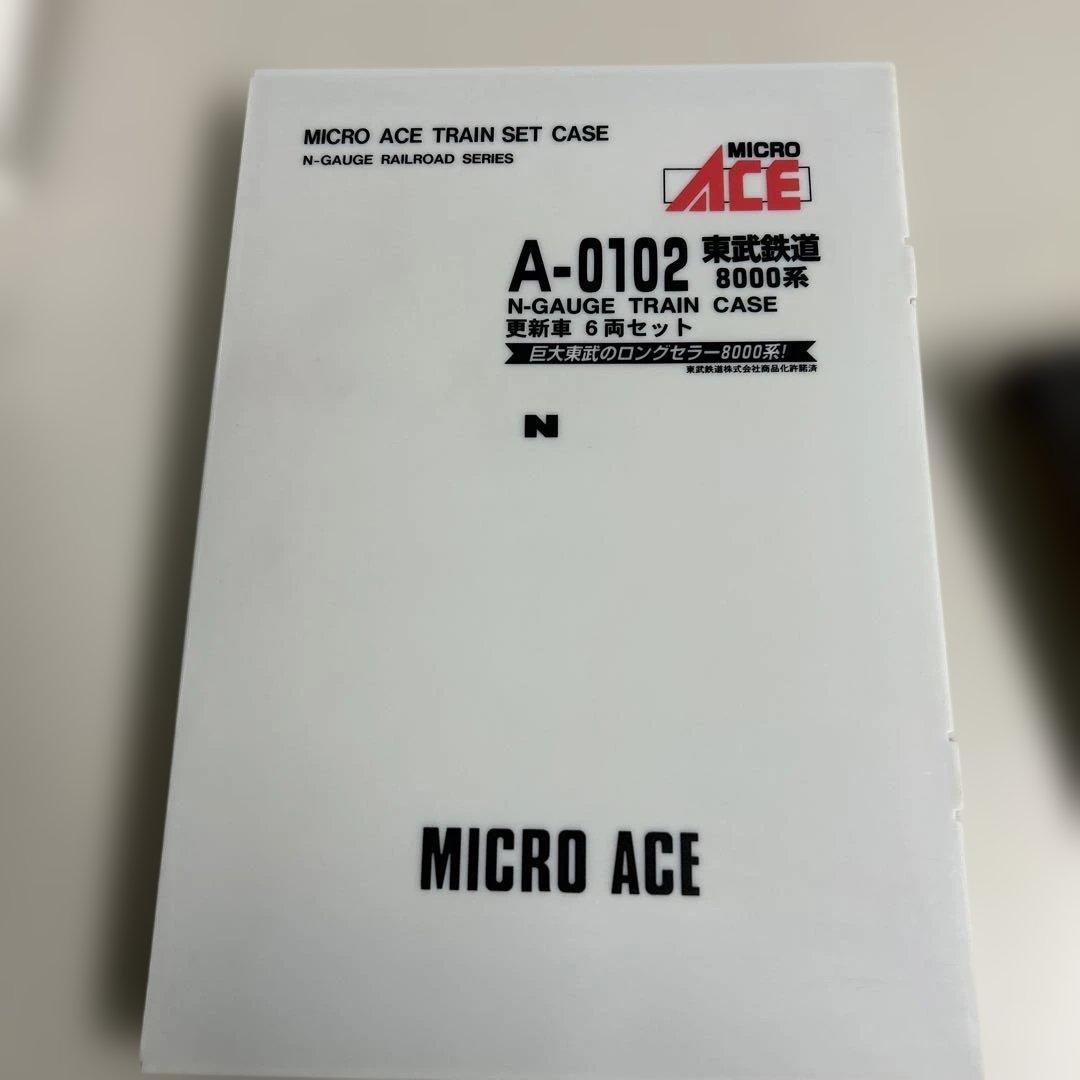 MICRO ACE TRAIN SET CASE
N-GAUGE RAILROAD SERIES
MICRO
ACE
A-0102 東武鉄道
8000系
N-GAUGE TRAIN CASE
更新車 6両セット
巨大東武のロングセラー8000系!
東武鉄道株式会社商品化許諾済
N
MICRO ACE